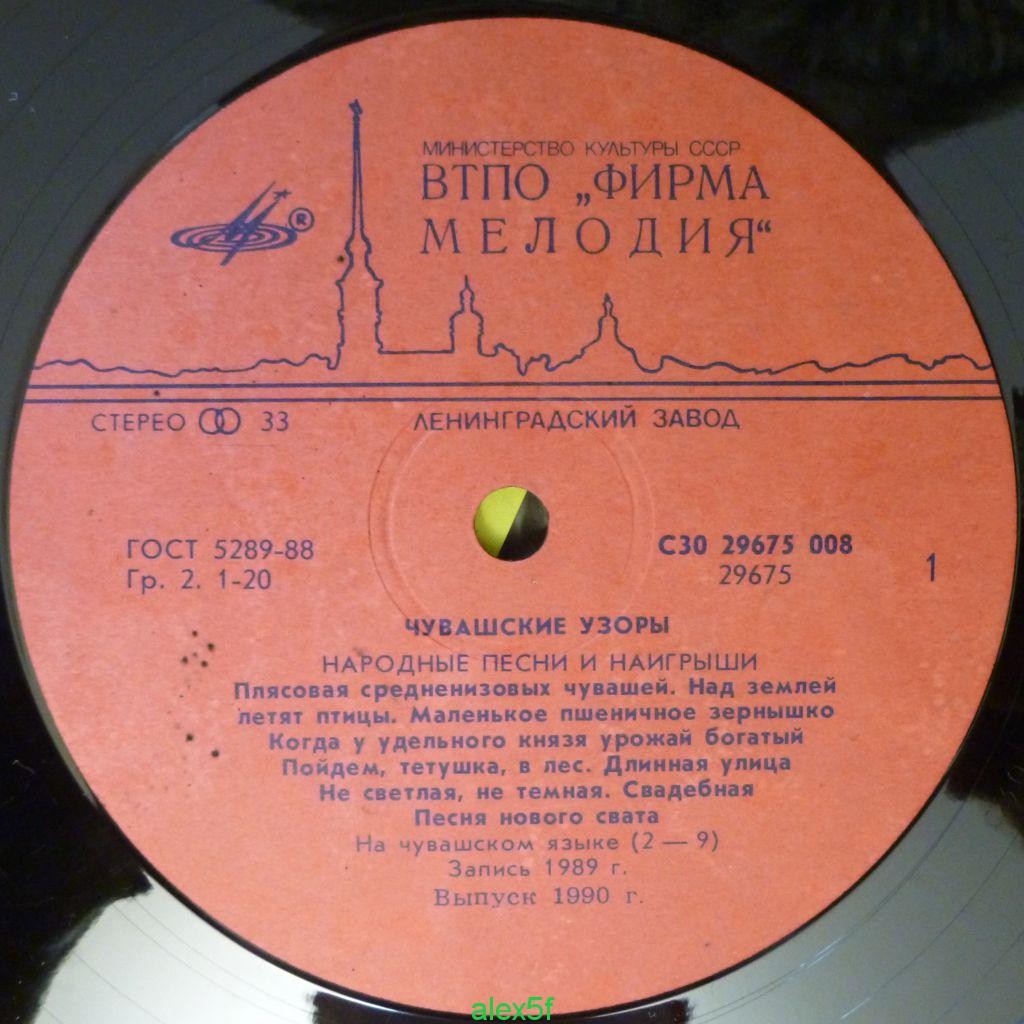 МИНИСТЕРСТВО КУЛЬТУРЫ СССР
ВТПО „ФИРМА
МЕЛОДИЯ“
®
СТЕРЕО 33
ЛЕНИНГРАДСКИЙ ЗАВОД
ГОСТ 5289-88
Гр. 2. 1-20
С30 29675 008
29675
1
ЧУВАШСКИЕ УЗОРЫ
НАРОДНЫЕ ПЕСНИ И НАИГРЫШИ
Плясовая средненизовых чувашей. Над землей
летят птицы. Маленькое пшеничное зернышко
Когда у удельного князя урожай богатый
Пойдем, тетушка, в лес. Длинная улица
Не светлая, не темная. Свадебная
Песня нового свата
На чувашском языке (2 — 9)
Запись 1989 г.
Выпуск 1990 г.
alex5f